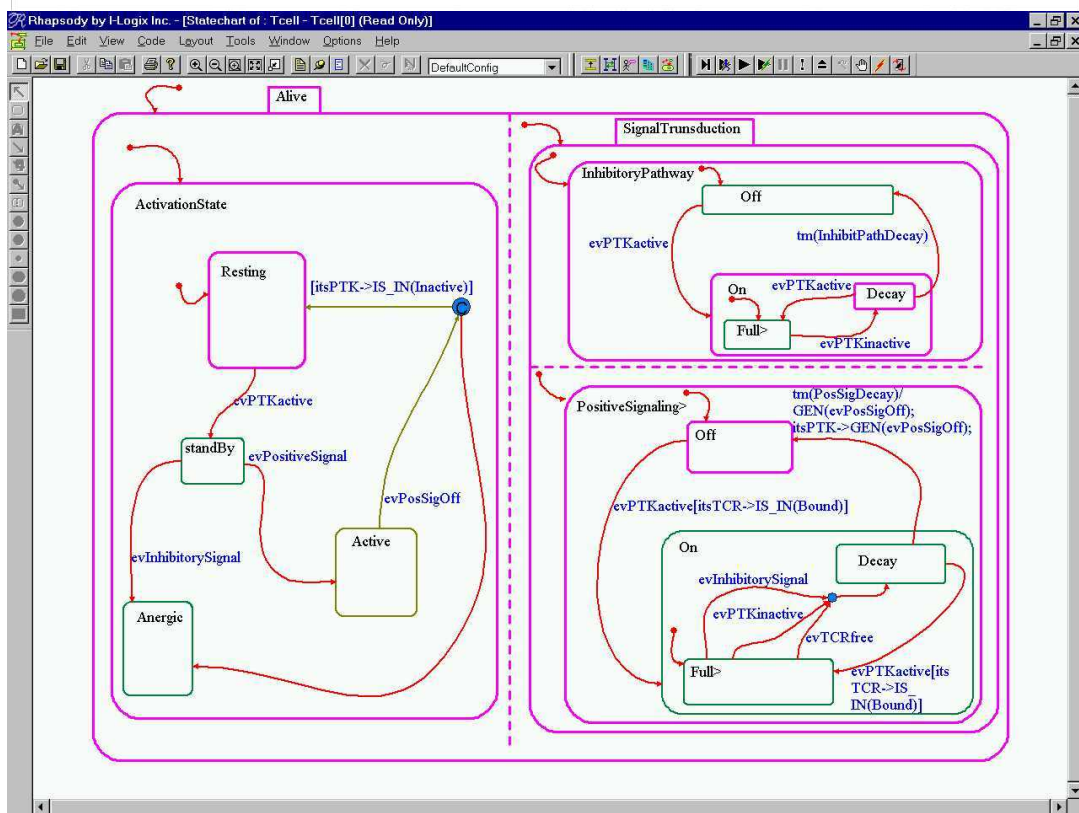 Rhapsody by I-Logix Inc. - [Statechart of : Tcell - Tcell[0] (Read Only)]
File Edit View Code Layout Tools Window Options Help
DefaultConfig
Alive
ActivationState
Resting
[itsPTK->IS_IN(Inactive)]
C
evPTKactive
standBy
evPositiveSignal
evPosSigOff
evInhibitorySignal
Active
Anergic
SignalTrunsduction
InhibitoryPathway
Off
evPTKactive
tm(InhibitPathDecay)
On
evPTKactive
Decay
Full>
evPTKinactive
PositiveSignaling>
tm(PosSigDecay)/
GEN(evPosSigOff);
itsPTK->GEN(evPosSigOff);
Off
evPTKactive[itsTCR->IS_IN(Bound)]
On
Decay
evInhibitorySignal
evPTKinactive
evTCRfree
Full>
evPTKactive[its
TCR->IS_
IN(Bound)]